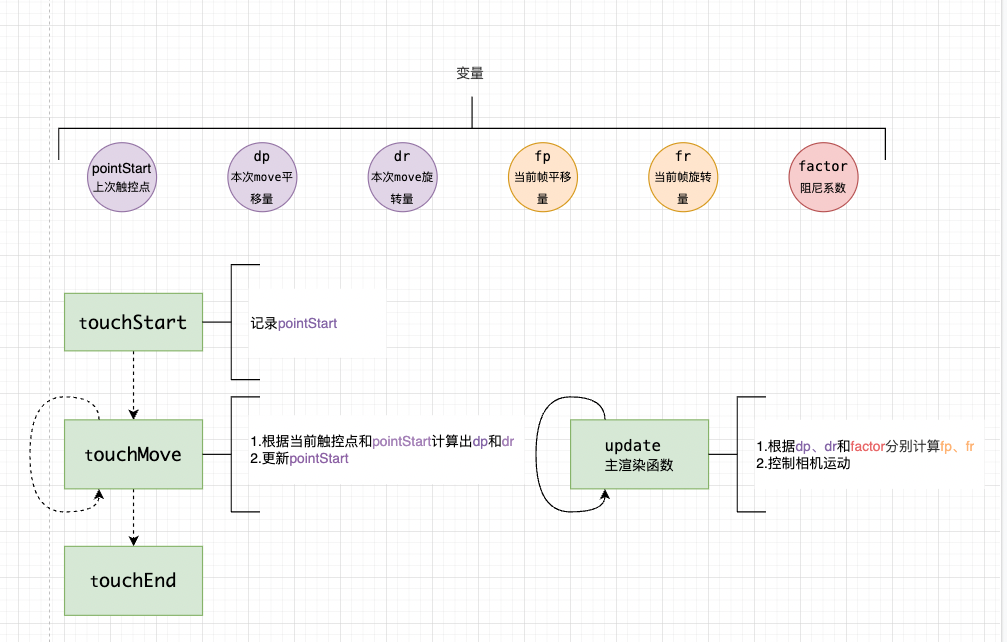 变量
pointStart
上次触控点
dp
本次move平
移量
dr
本次move旋
转量
fp
当前帧平移
量
fr
当前帧旋转
量
factor
阻尼系数
touchStart
记录pointStart
touchMove
1.根据当前触控点和pointStart计算出dp和dr
2.更新pointStart
update
主渲染函数
1.根据dp、dr和factor分别计算fp、fr
2.控制相机运动
touchEnd